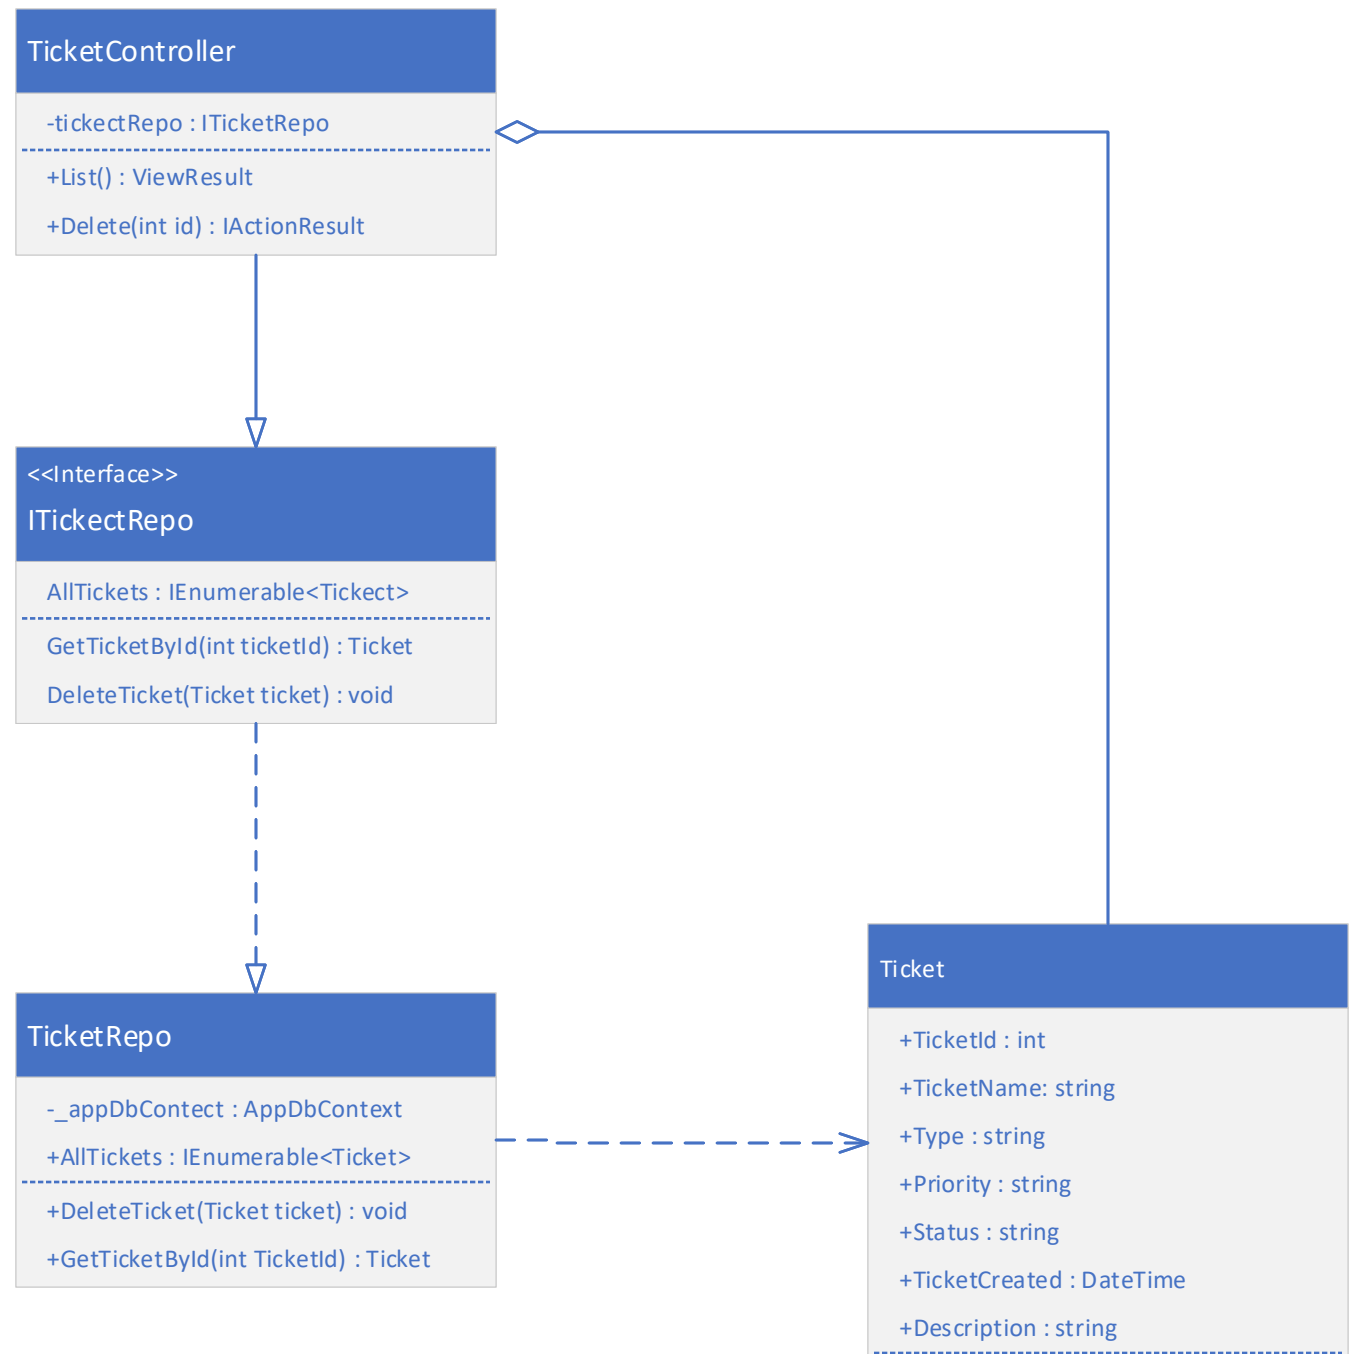 TicketController
-tickectRepo : ITicketRepo
+List() : ViewResult
+Delete(int id) : IActionResult
<<Interface>>
ITickectRepo
AllTickets : IEnumerable<Tickect>
GetTicketById(int ticketId) : Ticket
DeleteTicket(Ticket ticket) : void
TicketRepo
-_appDbContect : AppDbContext
+AllTickets : IEnumerable<Ticket>
+DeleteTicket(Ticket ticket) : void
+GetTicketById(int TicketId) : Ticket
Ticket
+TicketId : int
+TicketName: string
+Type : string
+Priority : string
+Status : string
+TicketCreated : DateTime
+Description : string